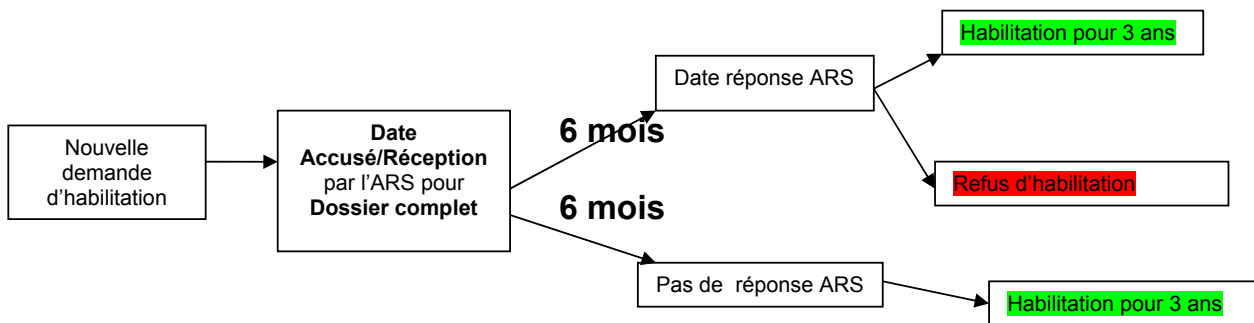 Nouvelle
demande
d’habilitation
Date
Accusé/Réception
par l’ARS pour
Dossier complet
6 mois
6 mois
Date réponse ARS
Habilitation pour 3 ans
Refus d’habilitation
Pas de réponse ARS
Habilitation pour 3 ans